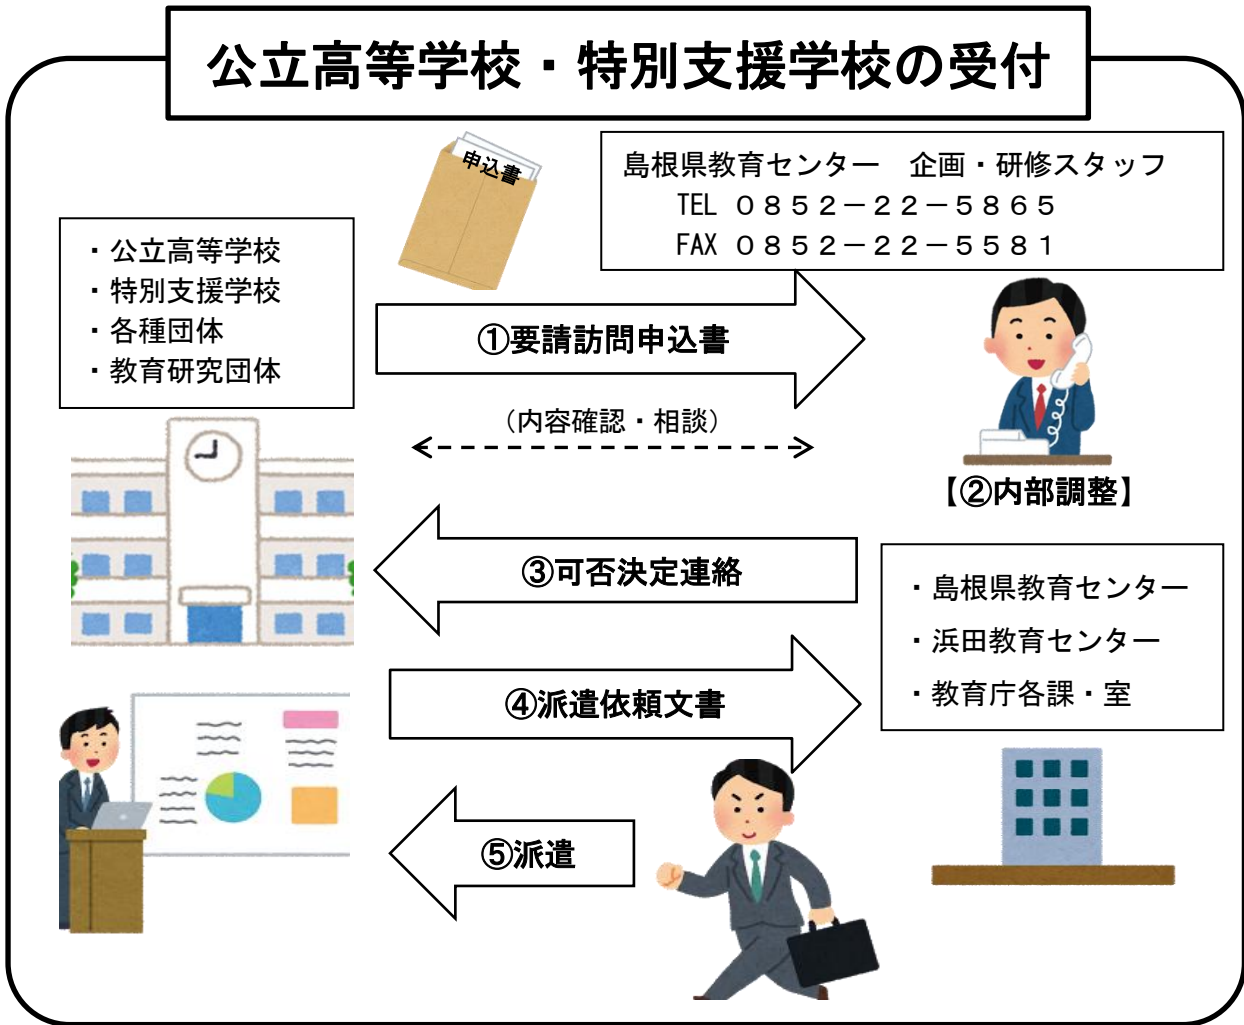 公立高等学校・特別支援学校の受付
申込書
島根県教育センター　企画・研修スタッフ
TEL ０８５２－２２－５８６５
FAX ０８５２－２２－５５８１
・公立高等学校
・特別支援学校
・各種団体
・教育研究団体
①要請訪問申込書
（内容確認・相談）
【②内部調整】
③可否決定連絡
・島根県教育センター
・浜田教育センター
・教育庁各課・室
④派遣依頼文書
⑤派遣